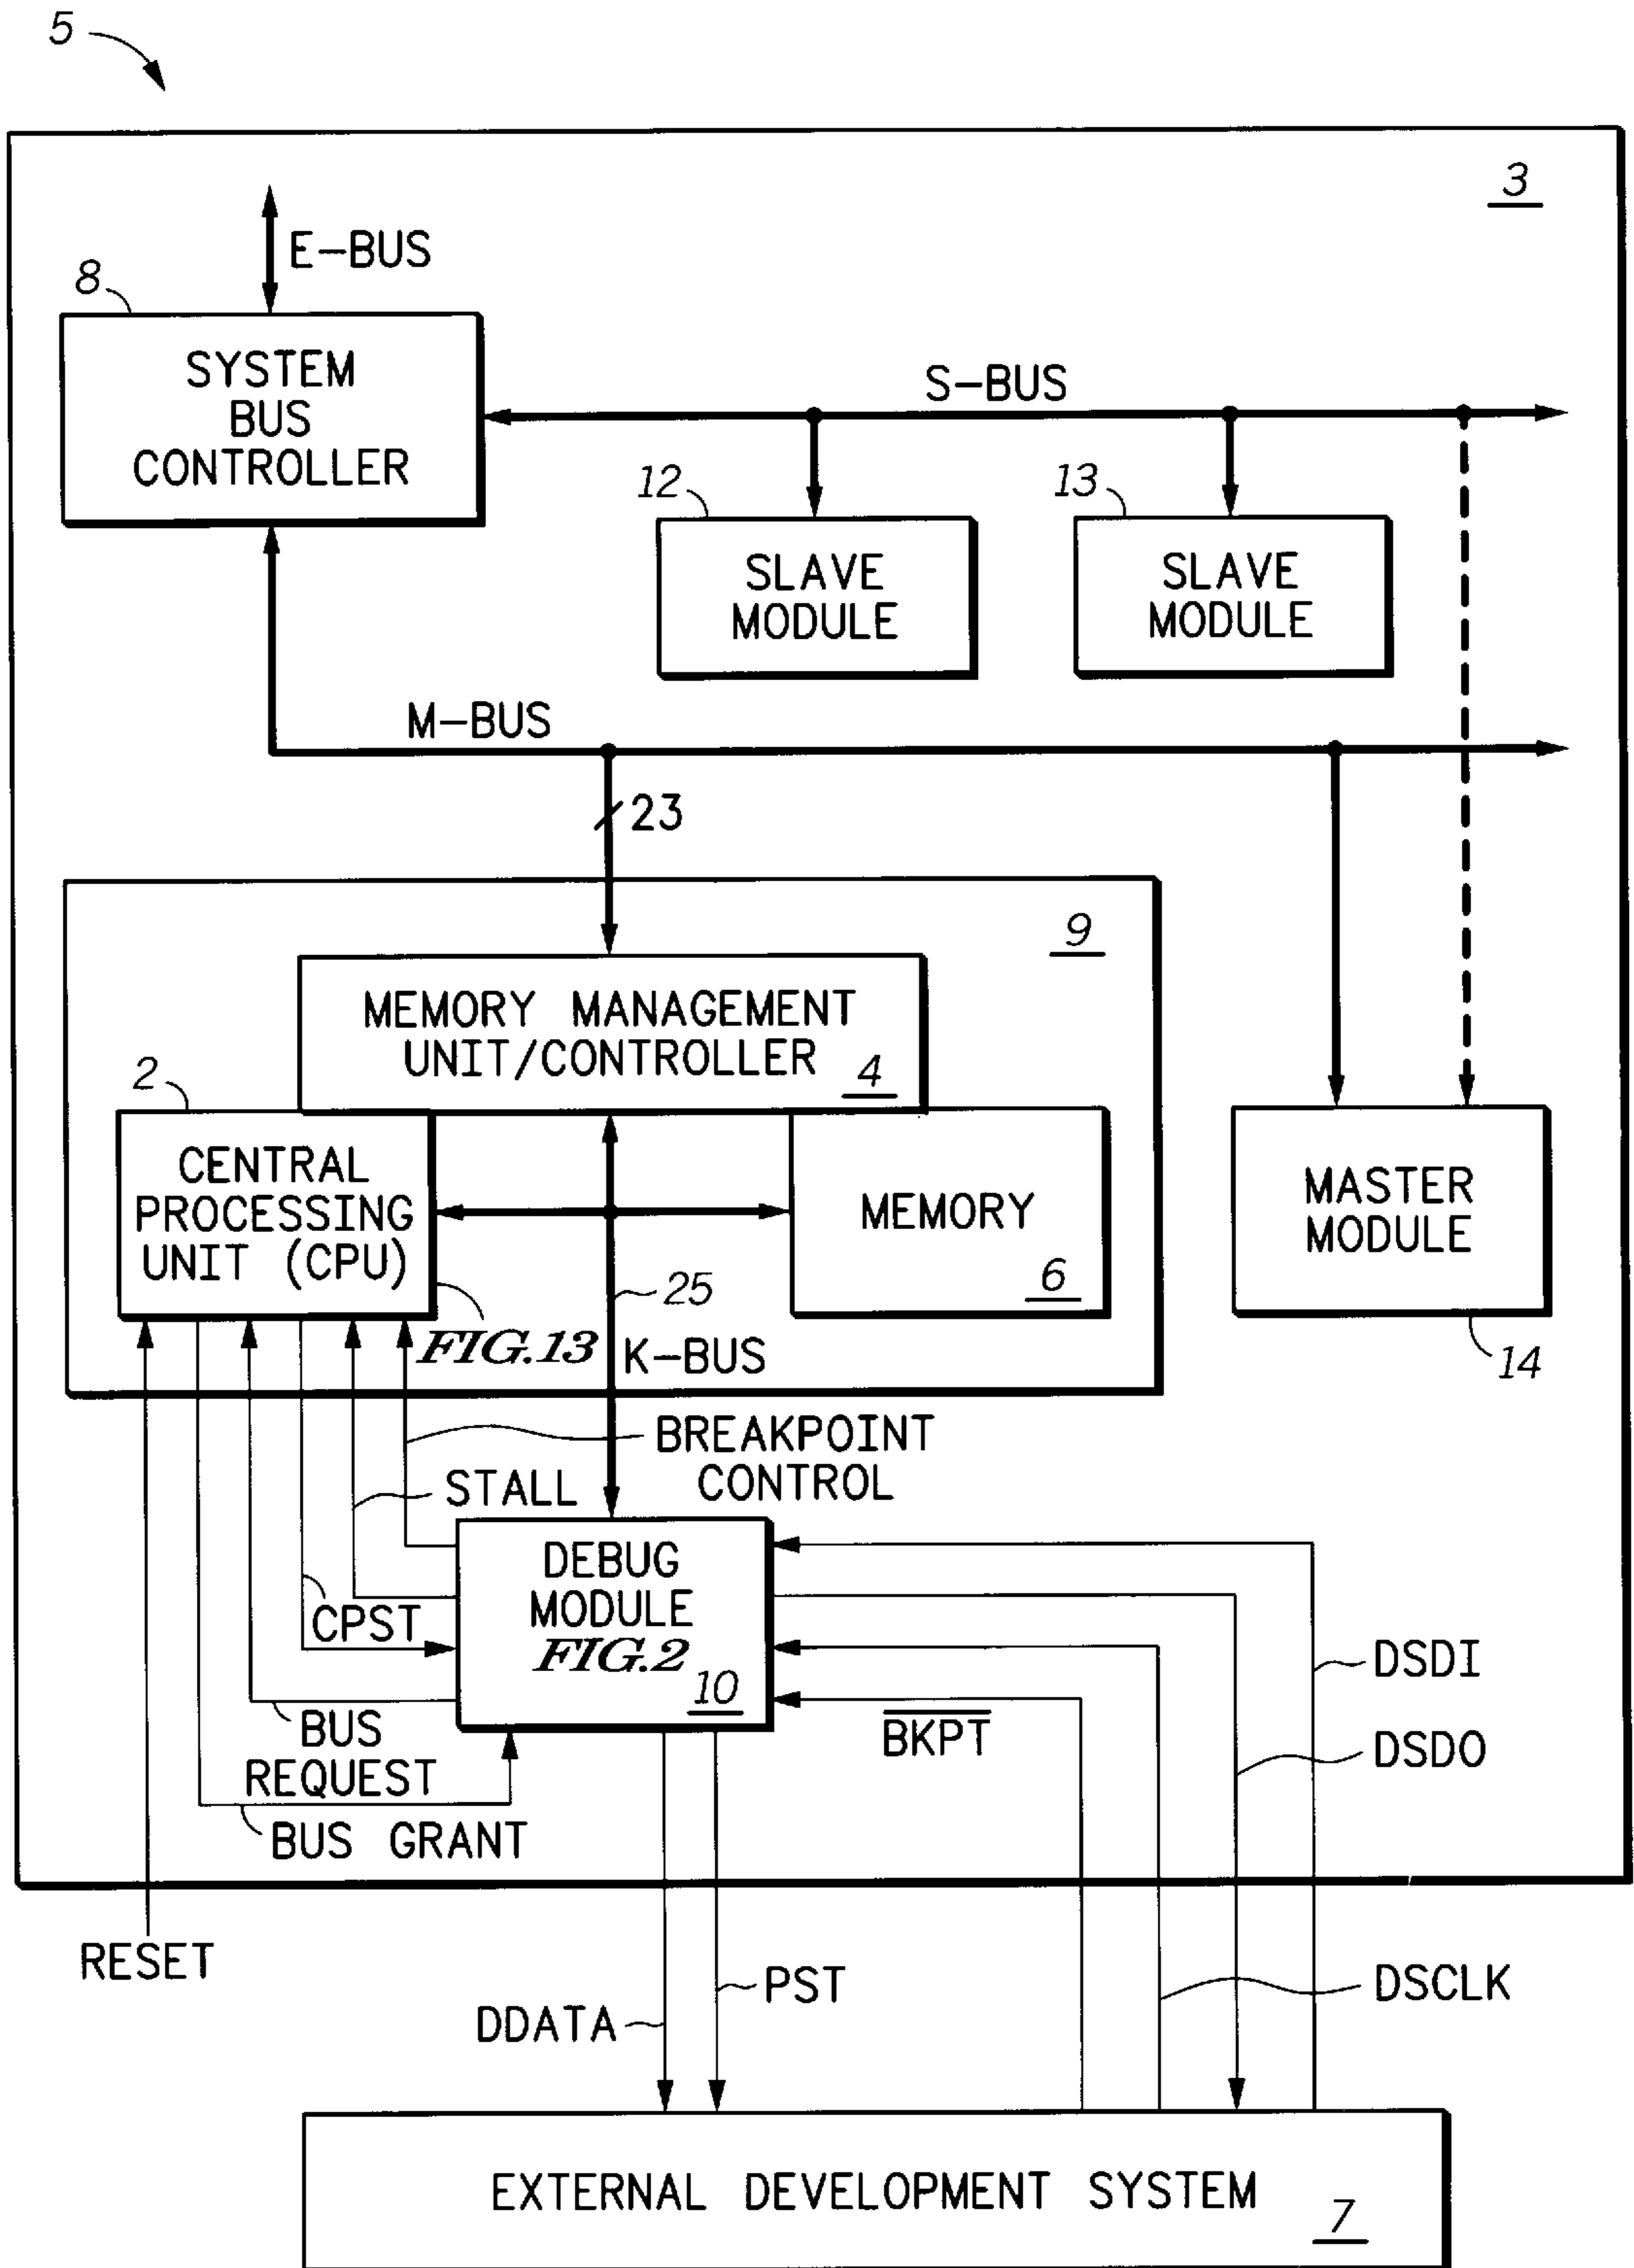 5
3
E-BUS
8
SYSTEM
BUS
CONTROLLER
S-BUS
12
SLAVE
MODULE
13
SLAVE
MODULE
M-BUS
23
9
MEMORY MANAGEMENT
UNIT/CONTROLLER
4
2
CENTRAL
PROCESSING
UNIT (CPU)
FIG.13
MEMORY
6
MASTER
MODULE
14
25
K-BUS
BREAKPOINT
CONTROL
STALL
DEBUG
MODULE
FIG.2
10
CPST
BUS
REQUEST
BUS GRANT
BKPT
DSDI
DSDO
RESET
DDATA
PST
DSCLK
EXTERNAL DEVELOPMENT SYSTEM
7